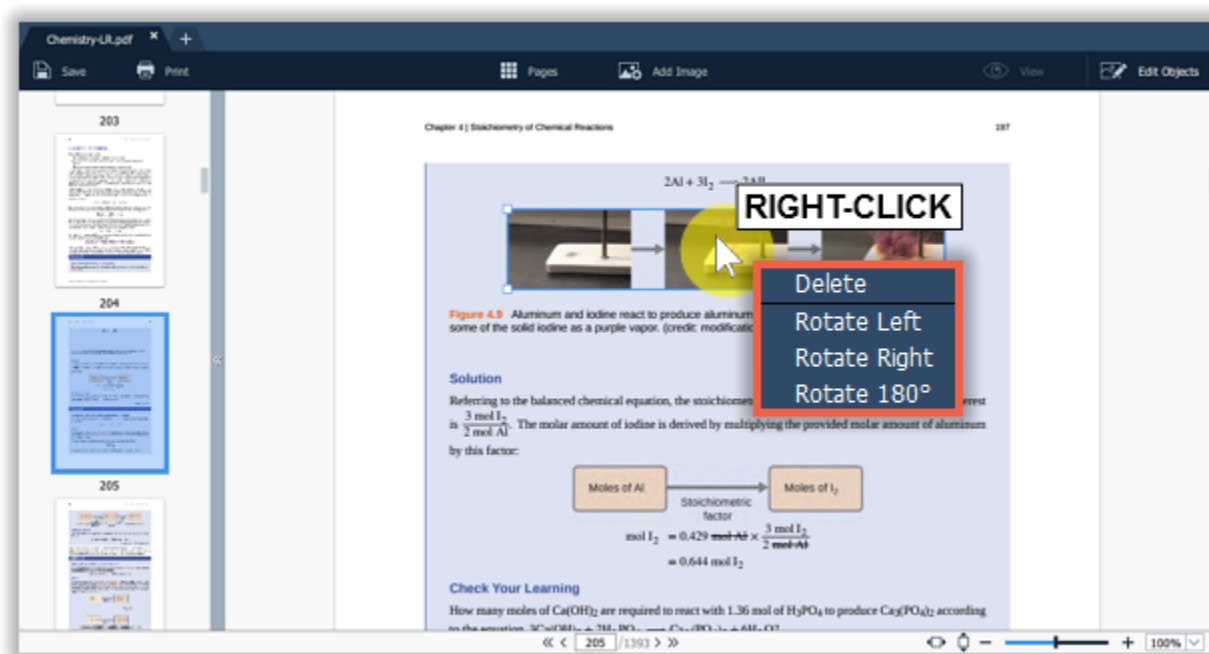 Chemistry-LR.pdf × +
Save Print Pages Add Image View Edit Objects
203
204
205
Chapter 4 | Stoichiometry of Chemical Reactions 197
2Al + 3I₂ ⟶
RIGHT-CLICK
Delete
Rotate Left
Rotate Right
Rotate 180°
Figure 4.9 Aluminum and iodine react to produce aluminum
some of the solid iodine as a purple vapor. (credit:
Solution
Referring to the balanced chemical equation, the
is 3 mol I₂ / 2 mol Al. The molar amount of iodine is derived by multiplying the provided molar amount of aluminum
by this factor:
Moles of Al Stoichiometric factor Moles of I₂
mol I₂ = 0.429 mol Al × 3 mol I₂ / 2 mol Al
= 0.644 mol I₂
Check Your Learning
How many moles of Ca(OH)₂ are required to react with 1.36 mol of H₃PO₄ to produce Ca₃(PO₄)₂ according
« < 205 /1393 > » − + 100%